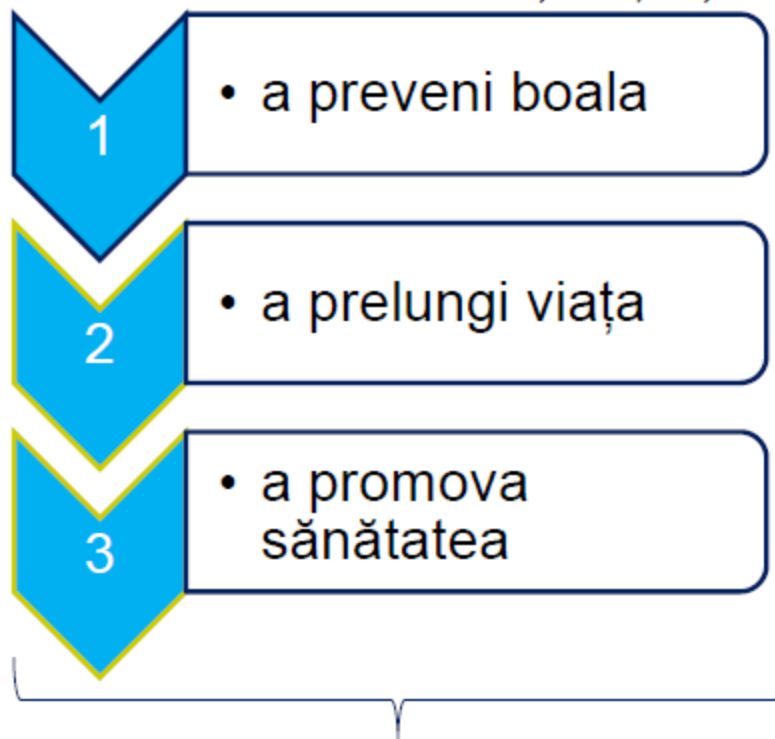 1
• a preveni boala
2
• a prelungi viața
3
• a promova
sănătatea